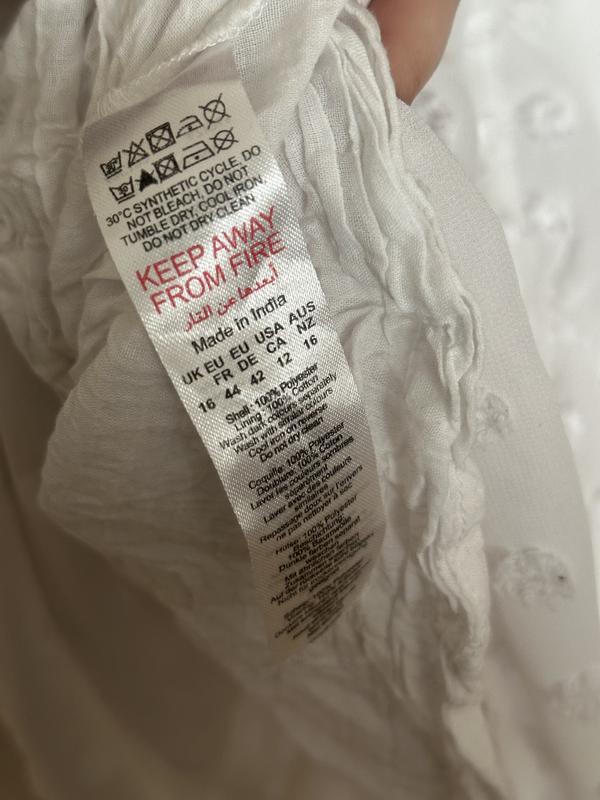 30°C SYNTHETIC CYCLE, DO
NOT BLEACH, DO NOT
TUMBLE DRY, COOL IRON,
DO NOT DRY CLEAN
KEEP AWAY
FROM FIRE
أبعدها عن النار
Made in India
UK EU EU USA AUS
FR DE CA NZ
16 44 42 12 16
Shell: 100% Polyester
Lining: 100% Cotton
Wash dark colours separately
Wash with similar colours
Cool iron on reverse
Do not dry clean
Coquille: 100% Polyester
Doublure: 100% Coton
Laver les couleurs sombres
séparément
Laver avec des couleurs
similaires
Repassage doux sur l'envers
ne pas nettoyer à sec
Hülse: 100% Polyester
100% Baumwolle